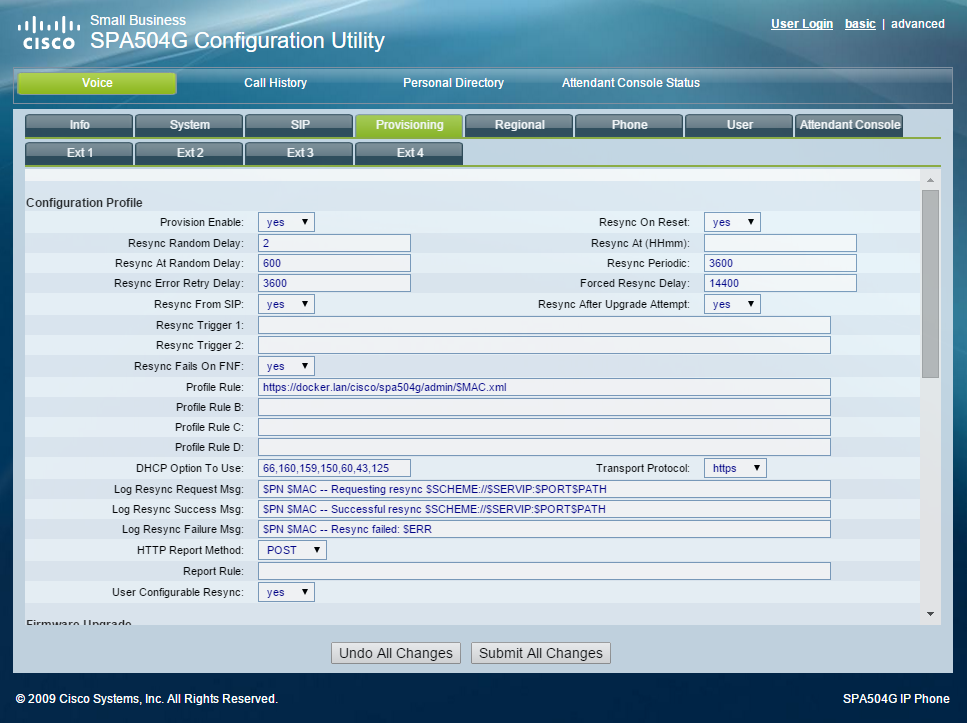 Small Business
CISCO SPA504G Configuration Utility
User Login basic | advanced
Voice Call History Personal Directory Attendant Console Status
Info System SIP Provisioning Regional Phone User Attendant Console
Ext 1 Ext 2 Ext 3 Ext 4
Configuration Profile
Provision Enable: yes Resync On Reset: yes
Resync Random Delay: 2 Resync At (HHmm):
Resync At Random Delay: 600 Resync Periodic: 3600
Resync Error Retry Delay: 3600 Forced Resync Delay: 14400
Resync From SIP: yes Resync After Upgrade Attempt: yes
Resync Trigger 1:
Resync Trigger 2:
Resync Fails On FNF: yes
Profile Rule: https://docker.lan/cisco/spa504g/admin/$MAC.xml
Profile Rule B:
Profile Rule C:
Profile Rule D:
DHCP Option To Use: 66,160,159,150,60,43,125 Transport Protocol: https
Log Resync Request Msg: $PN $MAC -- Requesting resync $SCHEME://$SERVIP:$PORT$PATH
Log Resync Success Msg: $PN $MAC -- Successful resync $SCHEME://$SERVIP:$PORT$PATH
Log Resync Failure Msg: $PN $MAC -- Resync failed: $ERR
HTTP Report Method: POST
Report Rule:
User Configurable Resync: yes
Firmware Upgrade
Undo All Changes Submit All Changes
© 2009 Cisco Systems, Inc. All Rights Reserved. SPA504G IP Phone